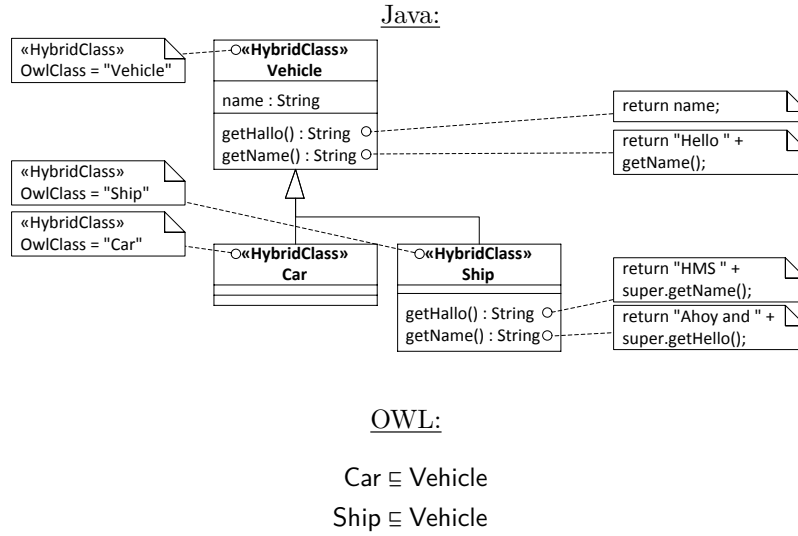 Java:
«HybridClass»
OwlClass = "Vehicle"
«HybridClass»
Vehicle
name : String
getHallo() : String
getName() : String
return name;
return "Hello " +
getName();
«HybridClass»
OwlClass = "Ship"
«HybridClass»
OwlClass = "Car"
«HybridClass»
Car
«HybridClass»
Ship
getHallo() : String
getName() : String
return "HMS " +
super.getName();
return "Ahoy and " +
super.getHello();
OWL:
Car ⊑ Vehicle
Ship ⊑ Vehicle